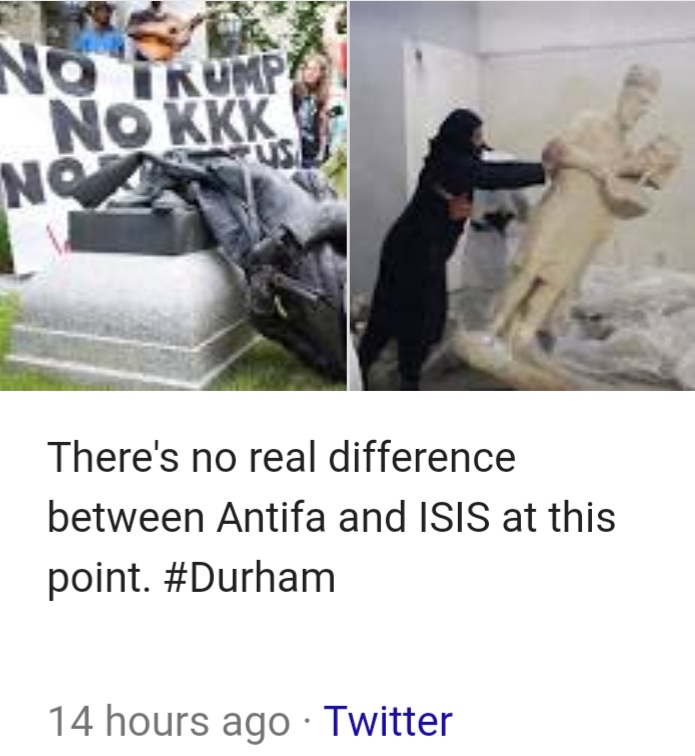 NO TRUMP
NO KKK
NO US
There's no real difference
between Antifa and ISIS at this
point. #Durham
14 hours ago · Twitter